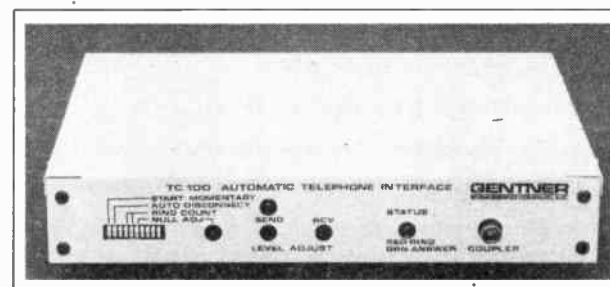 TC 100 AUTOMATIC TELEPHONE INTERFACE GENTNER
START MOMENTARY
AUTO DISCONNECT
RING COUNT
NULL ADJ
SEND RCV
LEVEL ADJUST
STATUS
RED-RING
GRN-ANSWER
COUPLER